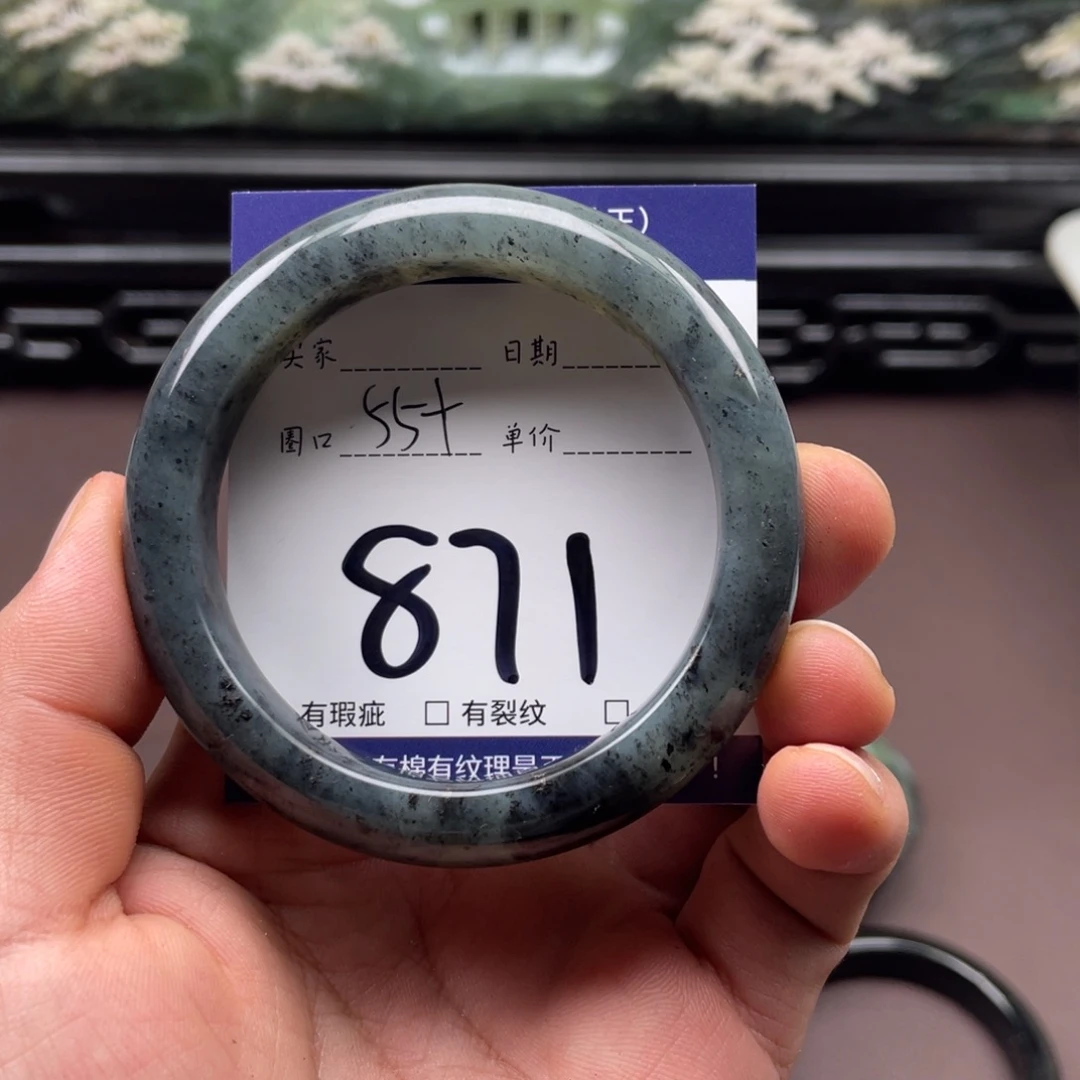 玉）
买家 日期
圈口 55+ 单价
871
有瑕疵 □ 有裂纹 □
有棉有纹理是 ！